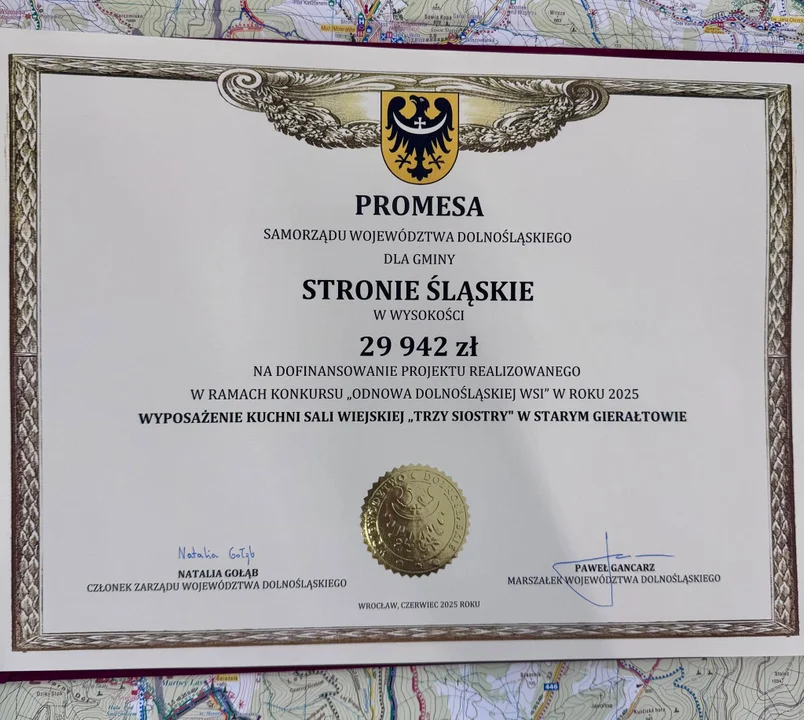 PROMESA
SAMORZĄDU WOJEWÓDZTWA DOLNOŚLĄSKIEGO
DLA GMINY
STRONIE ŚLĄSKIE
W WYSOKOŚCI
29 942 zł
NA DOFINANSOWANIE PROJEKTU REALIZOWANEGO
W RAMACH KONKURSU „ODNOWA DOLNOŚLĄSKIEJ WSI" W ROKU 2025
WYPOSAŻENIE KUCHNI SALI WIEJSKIEJ „TRZY SIOSTRY" W STARYM GIERAŁTOWIE
Natalia Gołąb
NATALIA GOŁĄB
CZŁONEK ZARZĄDU WOJEWÓDZTWA DOLNOŚLĄSKIEGO
PAWEŁ GANCARZ
MARSZAŁEK WOJEWÓDZTWA DOLNOŚLĄSKIEGO
WROCŁAW, CZERWIEC 2025 ROKU
446